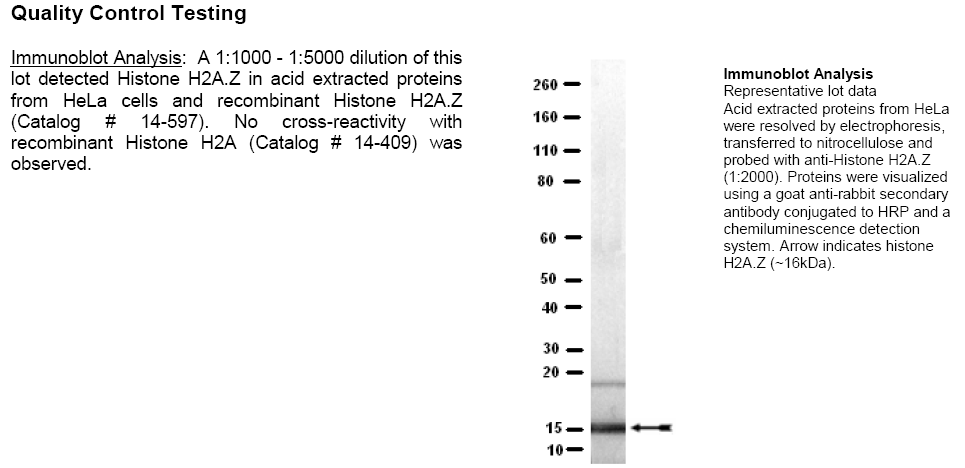 Quality Control Testing
Immunoblot Analysis: A 1:1000 - 1:5000 dilution of this
lot detected Histone H2A.Z in acid extracted proteins
from HeLa cells and recombinant Histone H2A.Z
(Catalog # 14-597). No cross-reactivity with
recombinant Histone H2A (Catalog # 14-409) was
observed.
260
160
110
80
60
50
40
30
20
15
10
Immunoblot Analysis
Representative lot data
Acid extracted proteins from HeLa
were resolved by electrophoresis,
transferred to nitrocellulose and
probed with anti-Histone H2A.Z
(1:2000). Proteins were visualized
using a goat anti-rabbit secondary
antibody conjugated to HRP and a
chemiluminescence detection
system. Arrow indicates histone
H2A.Z (~16kDa).